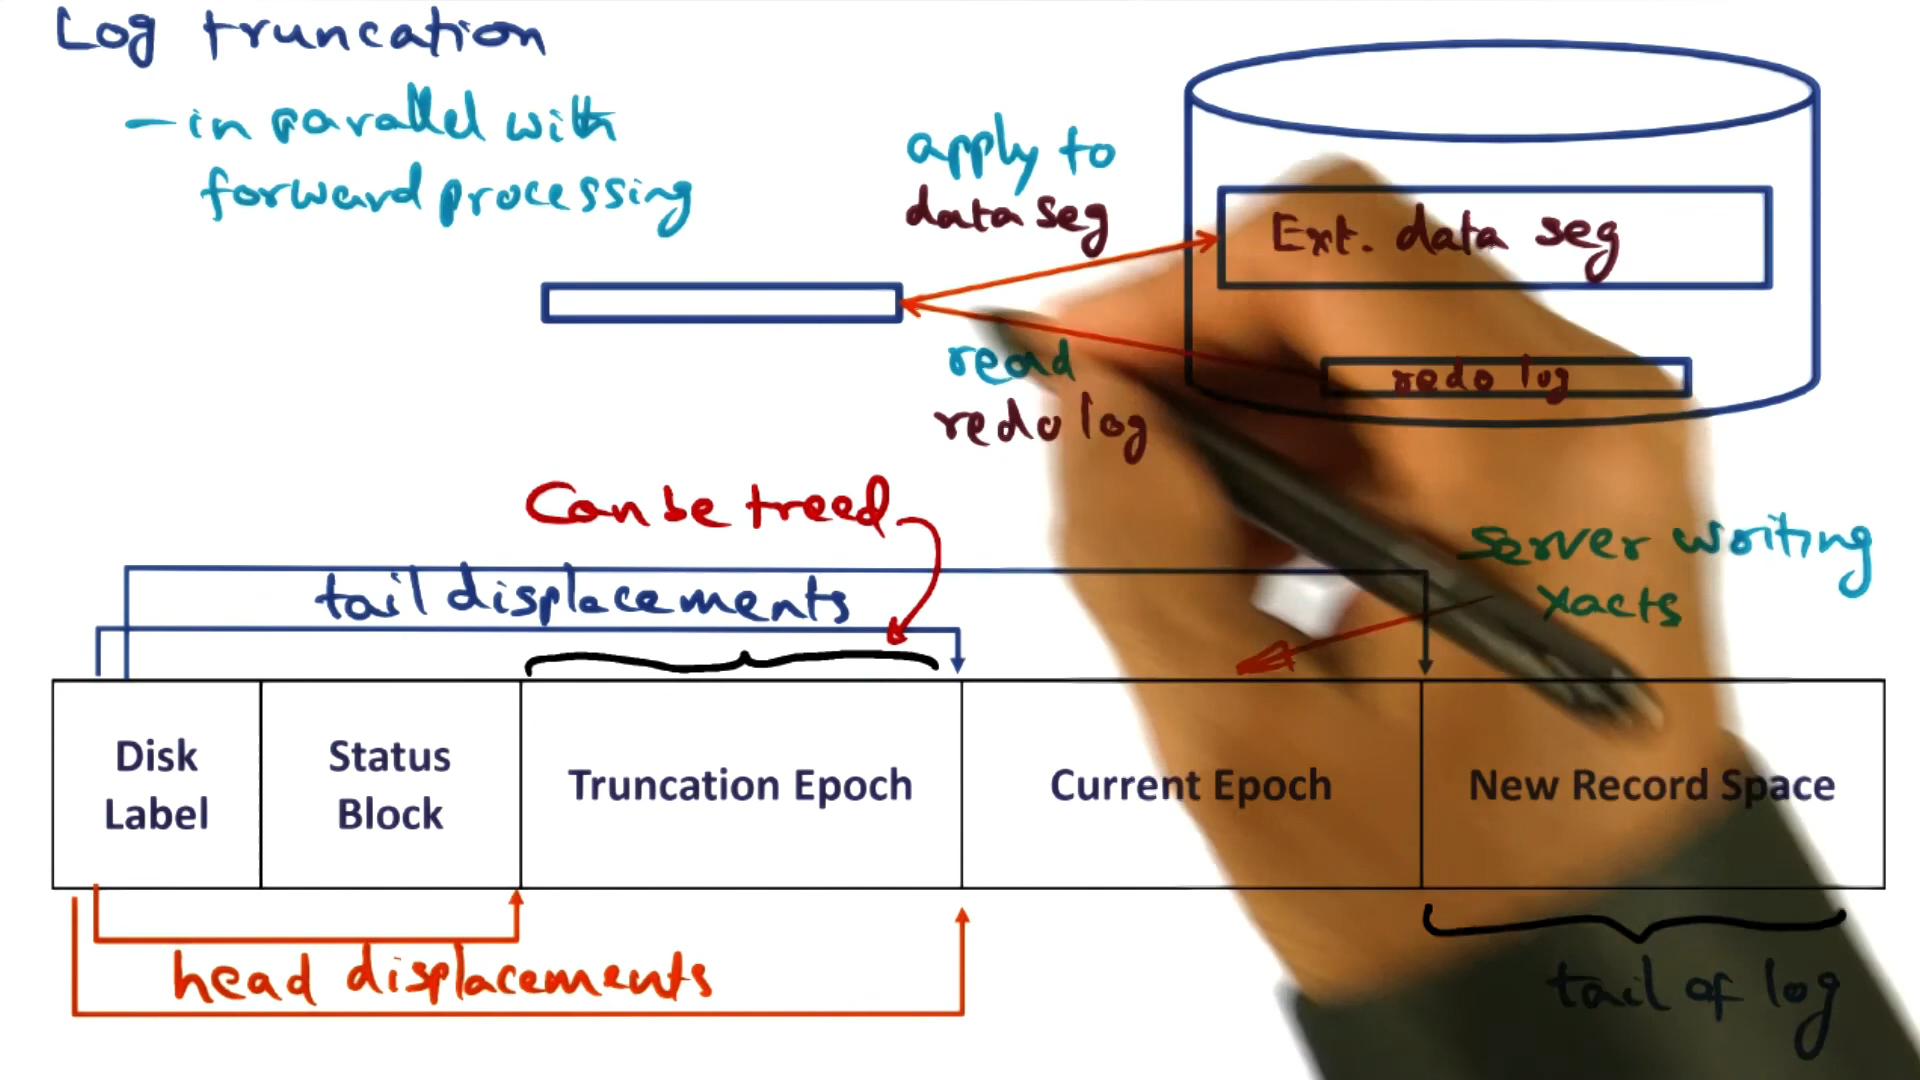 Log truncation
– in parallel with
forward processing
apply to
data seg
Ext. data seg
read
redo log
redo log
Can be freed
server writing
xacts
tail displacements
Disk
Label
Status
Block
Truncation Epoch
Current Epoch
New Record Space
head displacements
tail of log